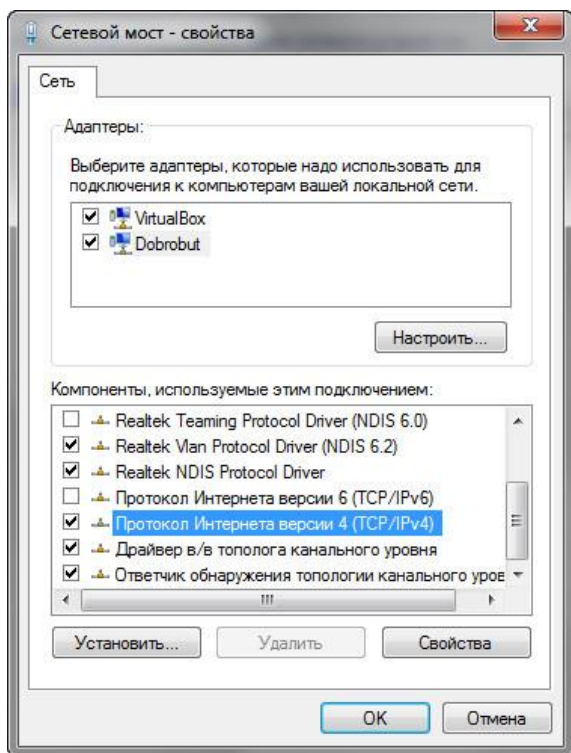 Сетевой мост - свойства
Сеть
Адаптеры:
Выберите адаптеры, которые надо использовать для
подключения к компьютерам вашей локальной сети.
VirtualBox
Dobrobut
Настроить...
Компоненты, используемые этим подключением:
Realtek Teaming Protocol Driver (NDIS 6.0)
Realtek Vlan Protocol Driver (NDIS 6.2)
Realtek NDIS Protocol Driver
Протокол Интернета версии 6 (TCP/IPv6)
Протокол Интернета версии 4 (TCP/IPv4)
Драйвер в/в тополога канального уровня
Ответчик обнаружения топологии канального уров
Установить...
Удалить
Свойства
OK
Отмена